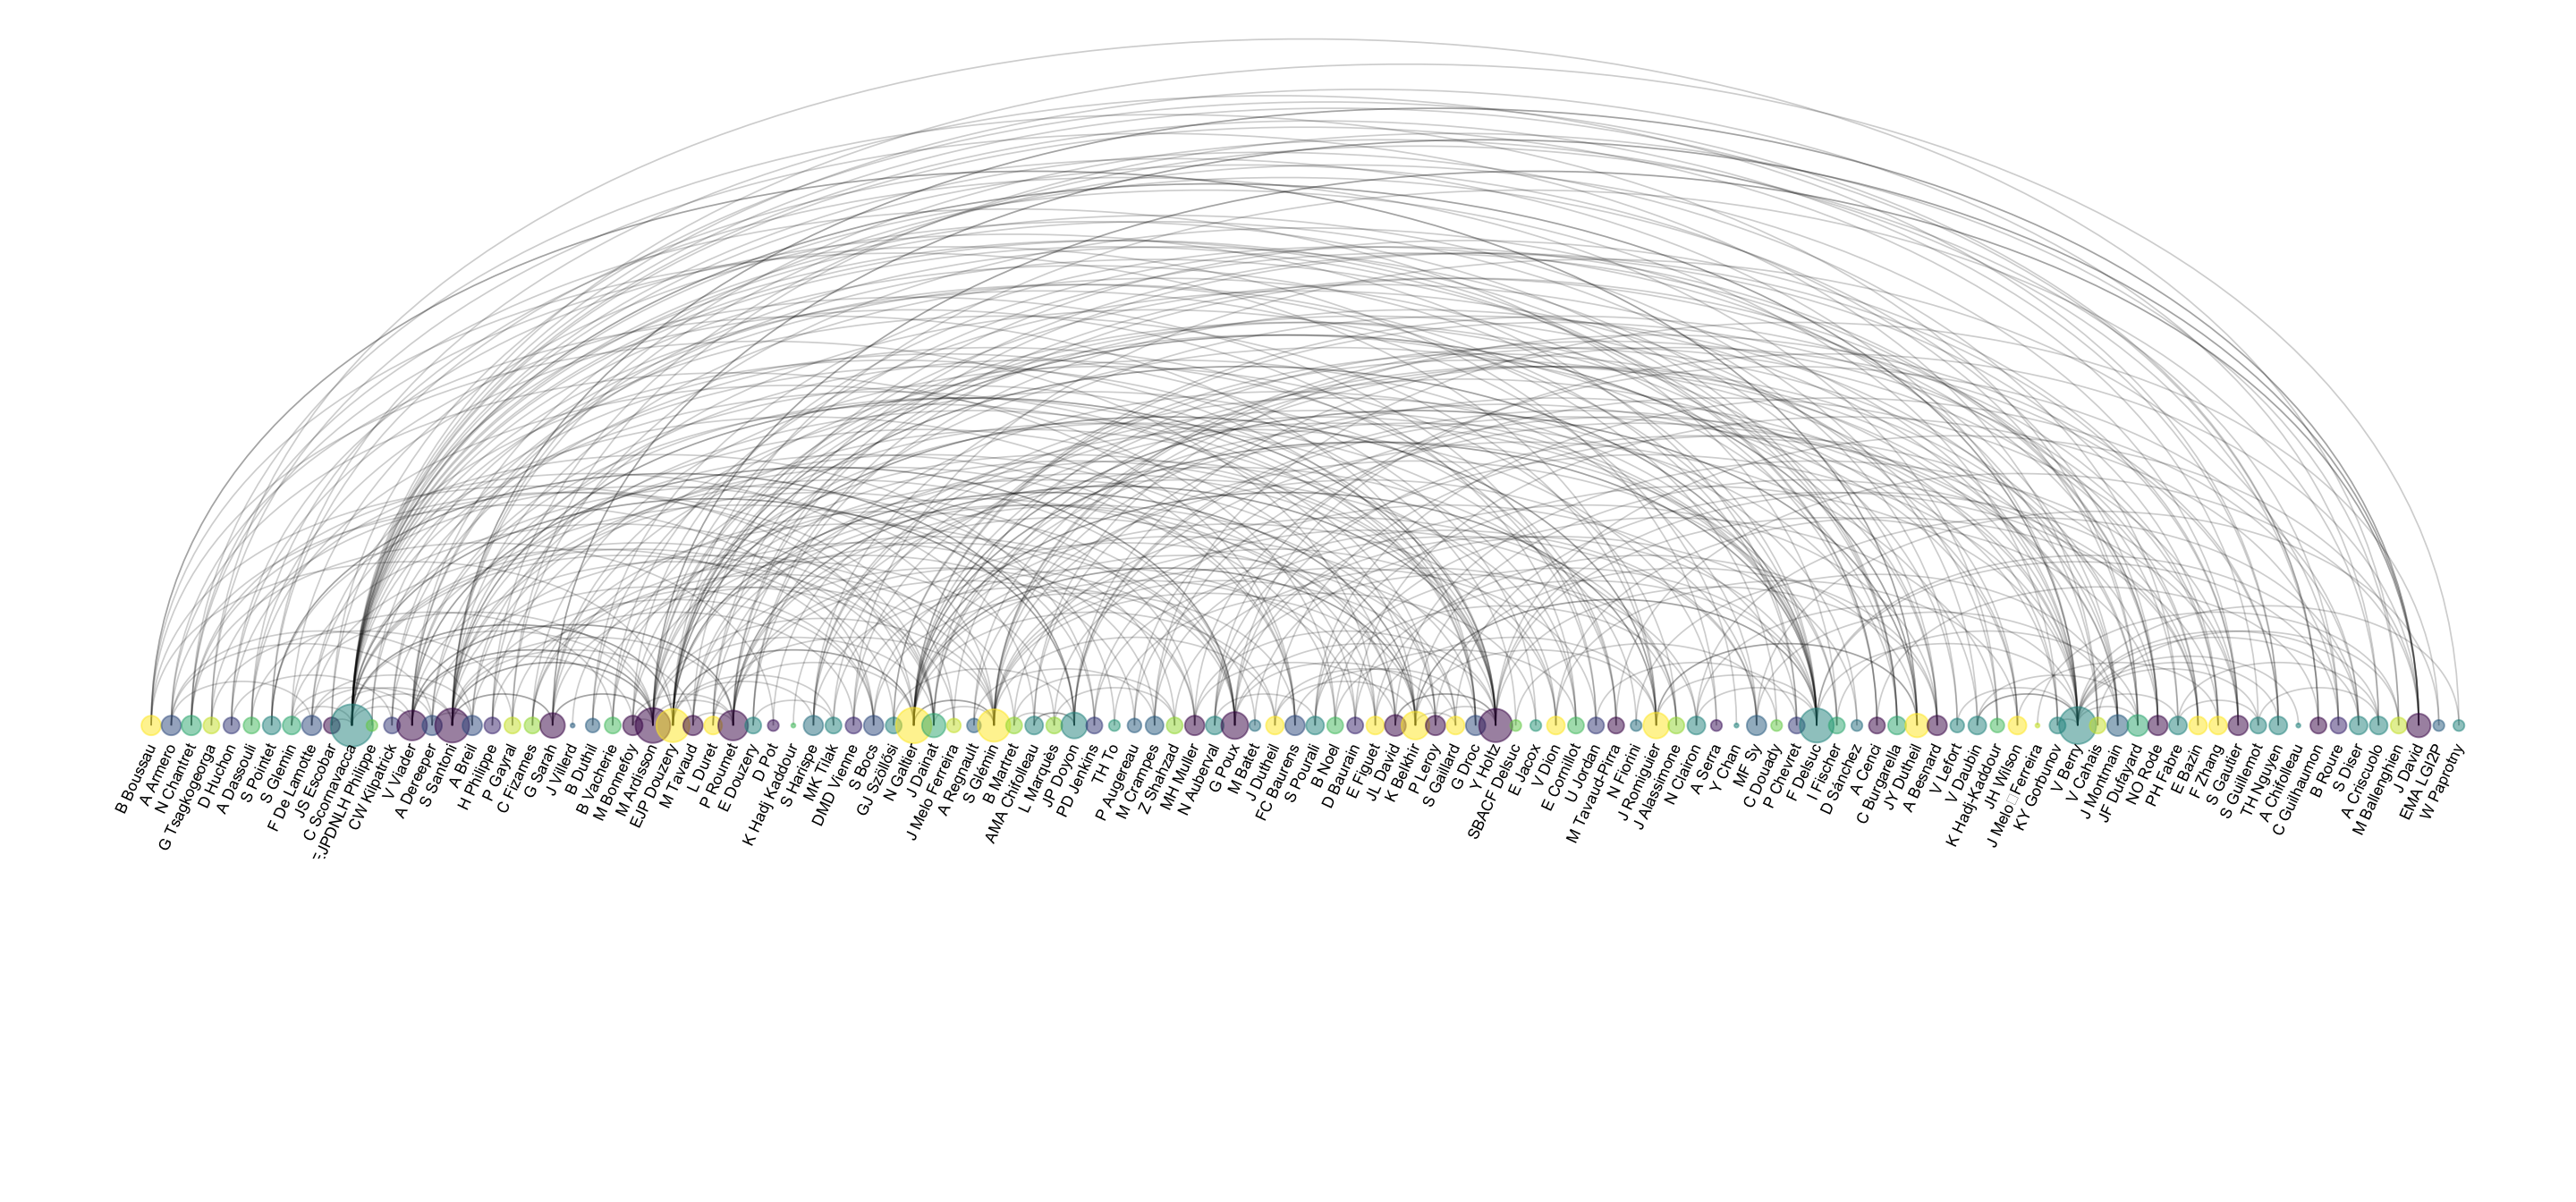 B Boussau
A Armero
N Chantret
G Tsagkogeorga
D Huchon
A Dassouli
S Pointet
S Glemin
F De Lamotte
JS Escobar
C Scornavacca
EJPDNLH Philippe
CW Kilpatrick
V Viader
A Dereeper
S Santoni
A Breil
H Philippe
P Gayral
C Fizames
G Sarah
J Villerd
B Duthil
B Vacherie
M Bonnefoy
M Ardisson
EJP Douzery
M Tavaud
L Duret
P Roumet
E Douzery
D Pot
K Hadj Kaddour
S Harispe
MK Tilak
DMD Vienne
S Bocs
GJ Szöllősi
N Galtier
J Dainat
J Melo Ferreira
A Regnault
S Glémin
B Martret
AMA Chifolleau
L Marquès
JP Doyon
PD Jenkins
TH To
P Augereau
M Crampes
Z Shahzad
MH Muller
N Auberval
G Poux
M Batet
J Dutheil
FC Baurens
S Pourali
B Noel
D Baurain
E Figuet
JL David
K Belkhir
P Leroy
S Gaillard
G Droc
Y Holtz
SBACF Delsuc
E Jacox
V Dion
E Cornillot
U Jordan
M Tavaud-Pirra
N Fiorini
J Romiguier
J Alassimone
N Clairon
A Serra
Y Chan
MF Sy
C Douady
P Chevret
F Delsuc
I Fischer
D Sánchez
A Cenci
C Burgarella
JY Dutheil
A Besnard
V Lefort
V Daubin
K Hadj-Kaddour
JH Wilson
J Melo Ferreira
KY Gorbunov
V Berry
V Cahais
J Montmain
JF Dufayard
NO Rode
PH Fabre
E Bazin
F Zhang
S Gautier
S Guillemot
TH Nguyen
A Chifolleau
C Guilhaumon
B Roure
S Diser
A Criscuolo
M Ballenghien
J David
EMA LGI2P
W Paprotny